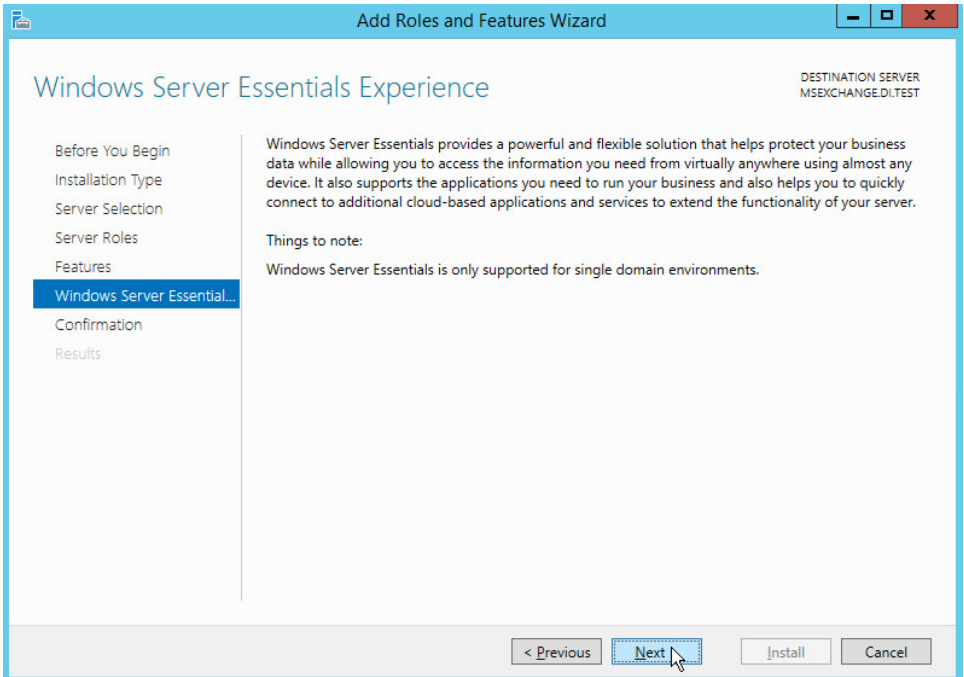 Add Roles and Features Wizard
Windows Server Essentials Experience
DESTINATION SERVER
MSEXCHANGE.DI.TEST
Before You Begin
Installation Type
Server Selection
Server Roles
Features
Windows Server Essential...
Confirmation
Results
Windows Server Essentials provides a powerful and flexible solution that helps protect your business
data while allowing you to access the information you need from virtually anywhere using almost any
device. It also supports the applications you need to run your business and also helps you to quickly
connect to additional cloud-based applications and services to extend the functionality of your server.
Things to note:
Windows Server Essentials is only supported for single domain environments.
< Previous
Next >
Install
Cancel